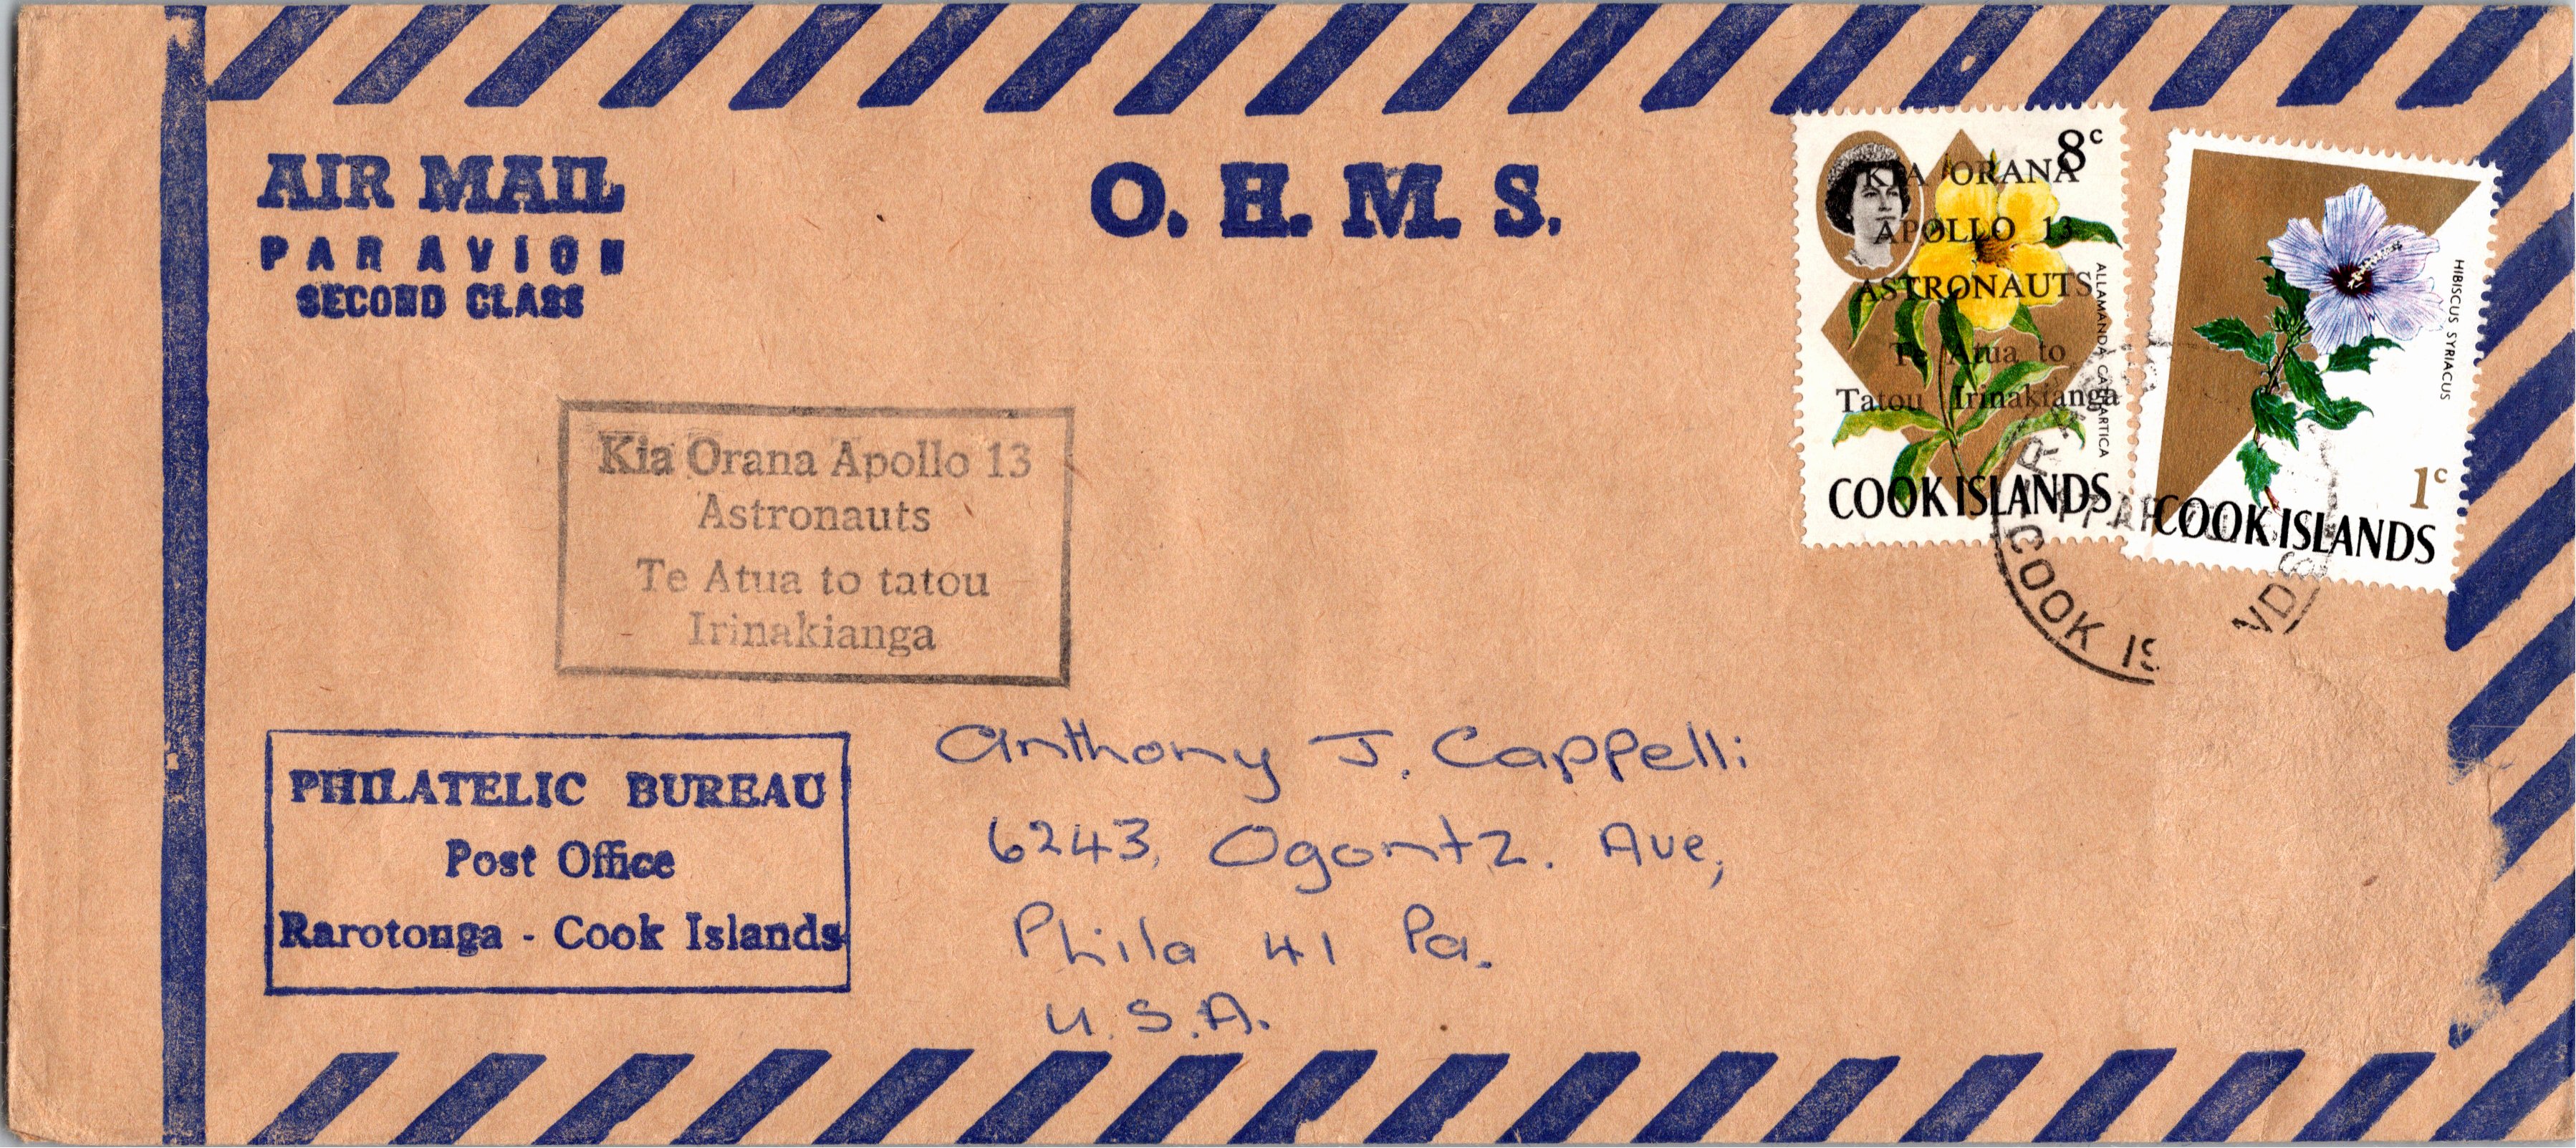 AIR MAIL
PAR AVION
SECOND CLASS
O. H. M. S.
8c
KIA ORANA
APOLLO 13
ASTRONAUTS
Te Atua to
Tatou Irinakianga
ALLAMANDA CATHARTICA
COOK ISLANDS
HIBISCUS SYRIACUS
1c
COOK ISLANDS
COOK IS NDS
Kia Orana Apollo 13
Astronauts
Te Atua to tatou
Irinakianga
PHILATELIC BUREAU
Post Office
Rarotonga - Cook Islands
Anthony J. Cappelli
6243, Ogontz. Ave,
Phila 41 Pa.
U.S.A.